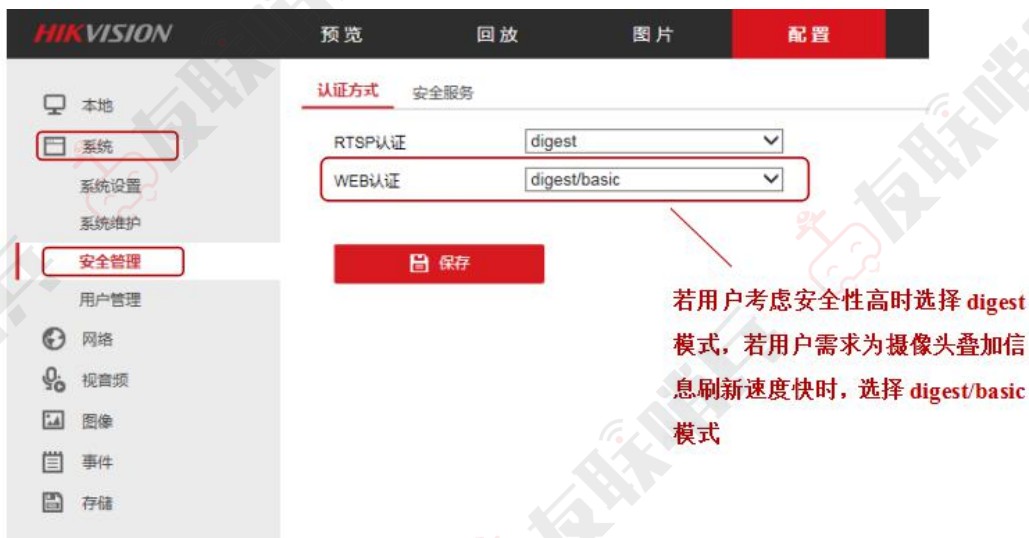 HIKVISION 预览 回放 图片 配置
认证方式 安全服务
本地
系统
系统设置
系统维护
安全管理
用户管理
网络
视音频
图像
事件
存储
RTSP认证 digest
WEB认证 digest/basic
保存
若用户考虑安全性高时选择 digest
模式，若用户需求为摄像头叠加信
息刷新速度快时，选择 digest/basic
模式
友联哨兵